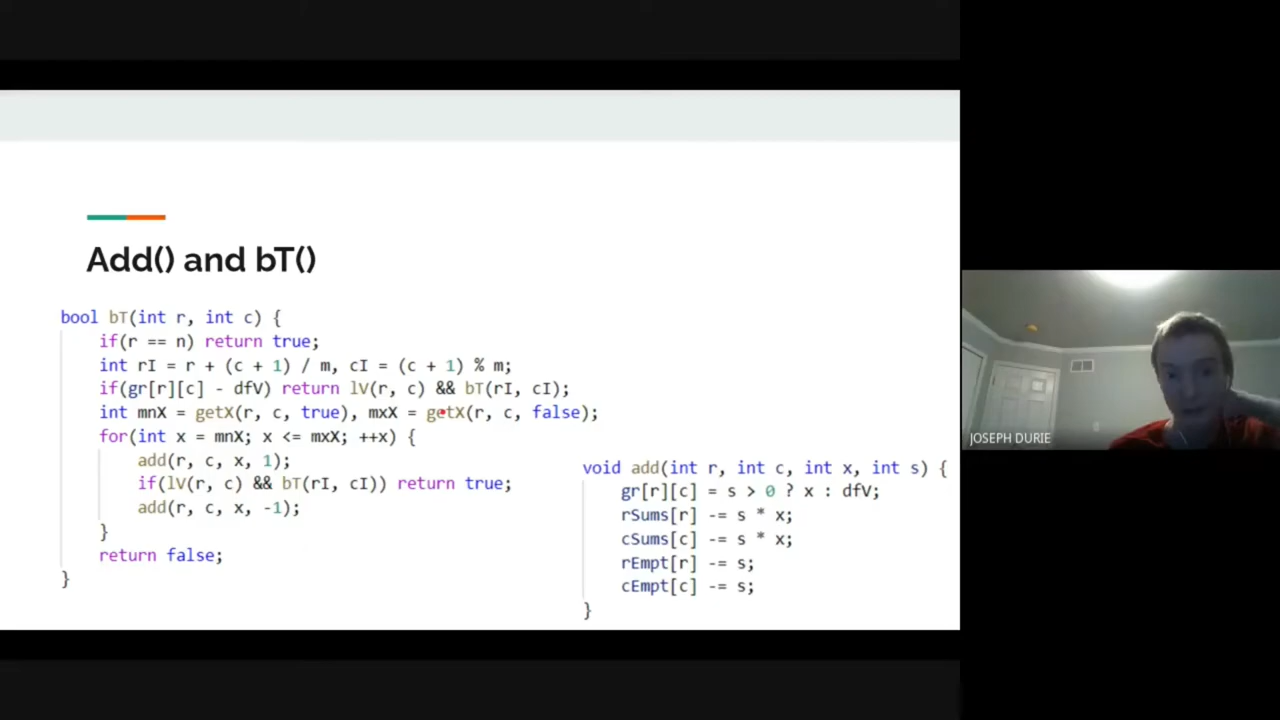 Add() and bT()
bool bT(int r, int c) {
if(r == n) return true;
int rI = r + (c + 1) / m, cI = (c + 1) % m;
if(gr[r][c] - dfV) return lV(r, c) && bT(rI, cI);
int mnX = getX(r, c, true), mxX = getX(r, c, false);
for(int x = mnX; x <= mxX; ++x) {
add(r, c, x, 1);
if(lV(r, c) && bT(rI, cI)) return true;
add(r, c, x, -1);
}
return false;
}
void add(int r, int c, int x, int s) {
gr[r][c] = s > 0 ? x : dfV;
rSums[r] -= s * x;
cSums[c] -= s * x;
rEmpt[r] -= s;
cEmpt[c] -= s;
}
JOSEPH DURIE